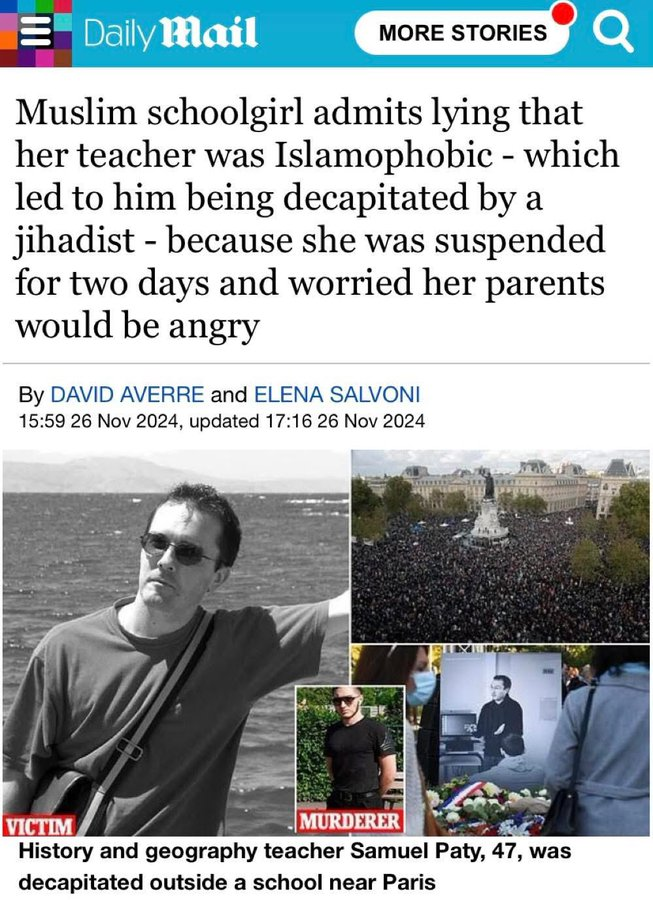 Daily Mail
MORE STORIES
Muslim schoolgirl admits lying that
her teacher was Islamophobic - which
led to him being decapitated by a
jihadist - because she was suspended
for two days and worried her parents
would be angry
By DAVID AVERRE and ELENA SALVONI
15:59 26 Nov 2024, updated 17:16 26 Nov 2024
VICTIM
MURDERER
History and geography teacher Samuel Paty, 47, was
decapitated outside a school near Paris